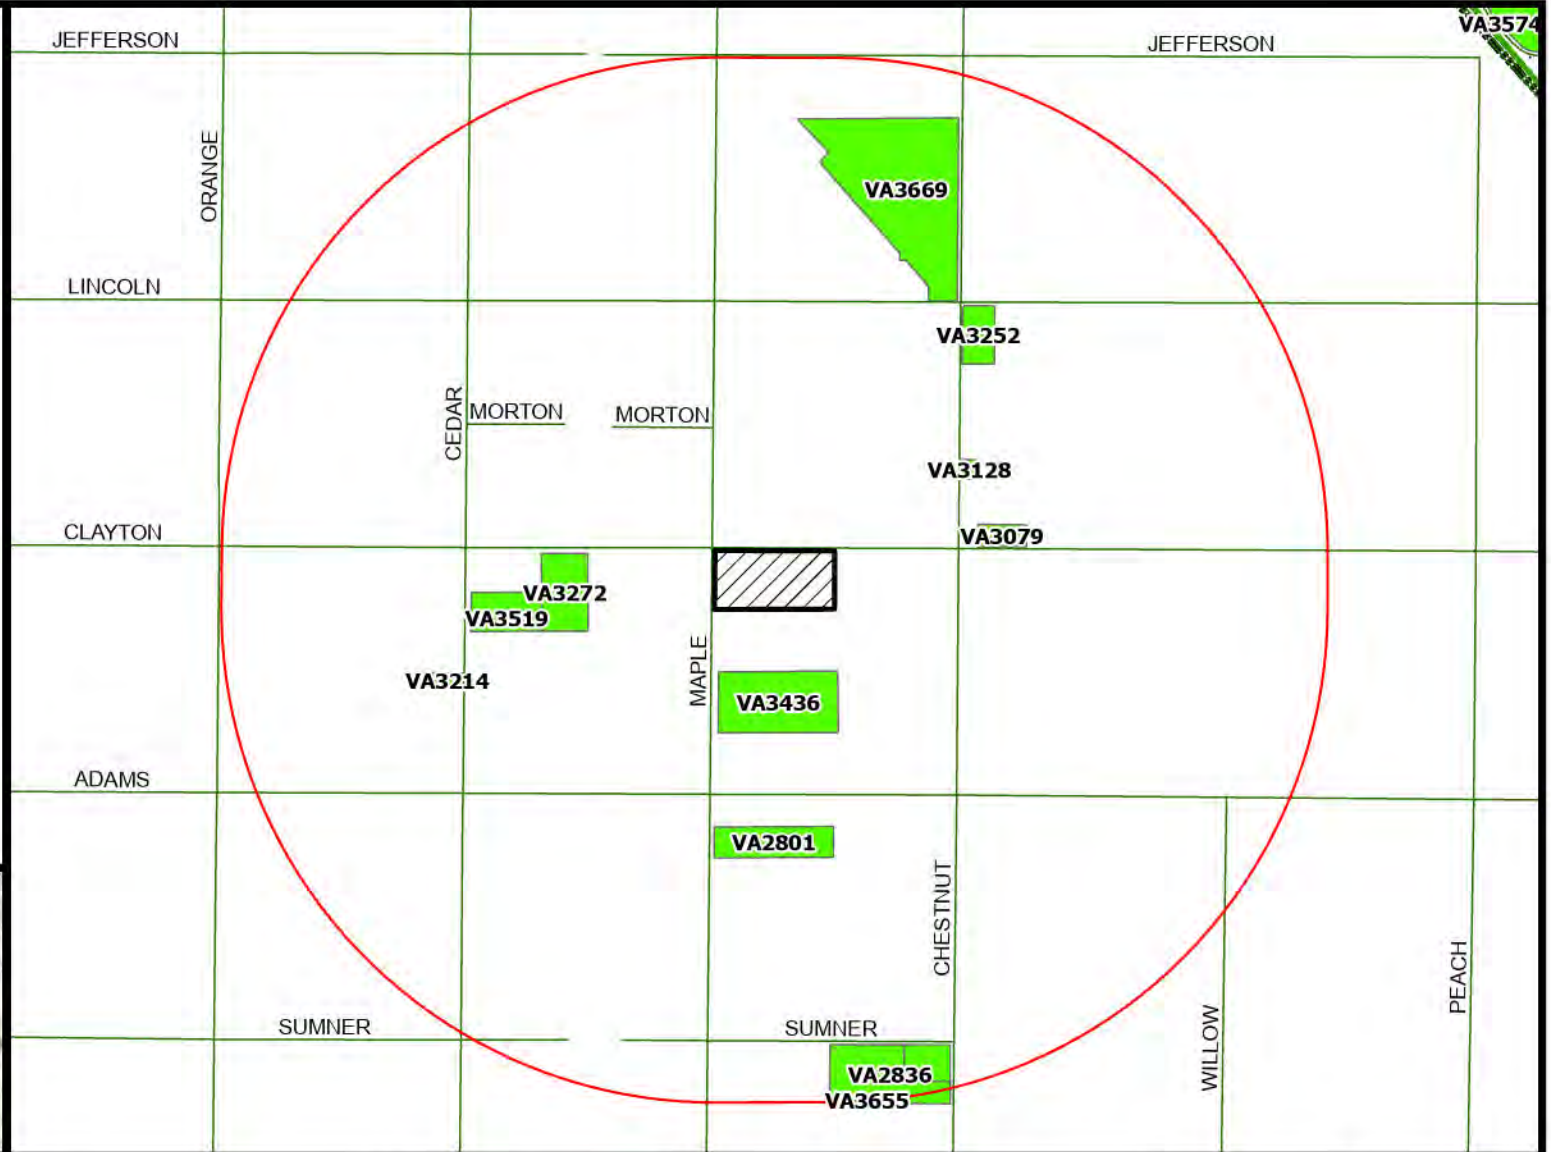 VA3574
JEFFERSON
JEFFERSON
ORANGE
VA3669
LINCOLN
VA3252
CEDAR
MORTON
MORTON
VA3128
CLAYTON
VA3079
VA3272
VA3519
MAPLE
VA3214
VA3436
ADAMS
VA2801
CHESTNUT
PEACH
SUMNER
SUMNER
WILLOW
VA2836
VA3655